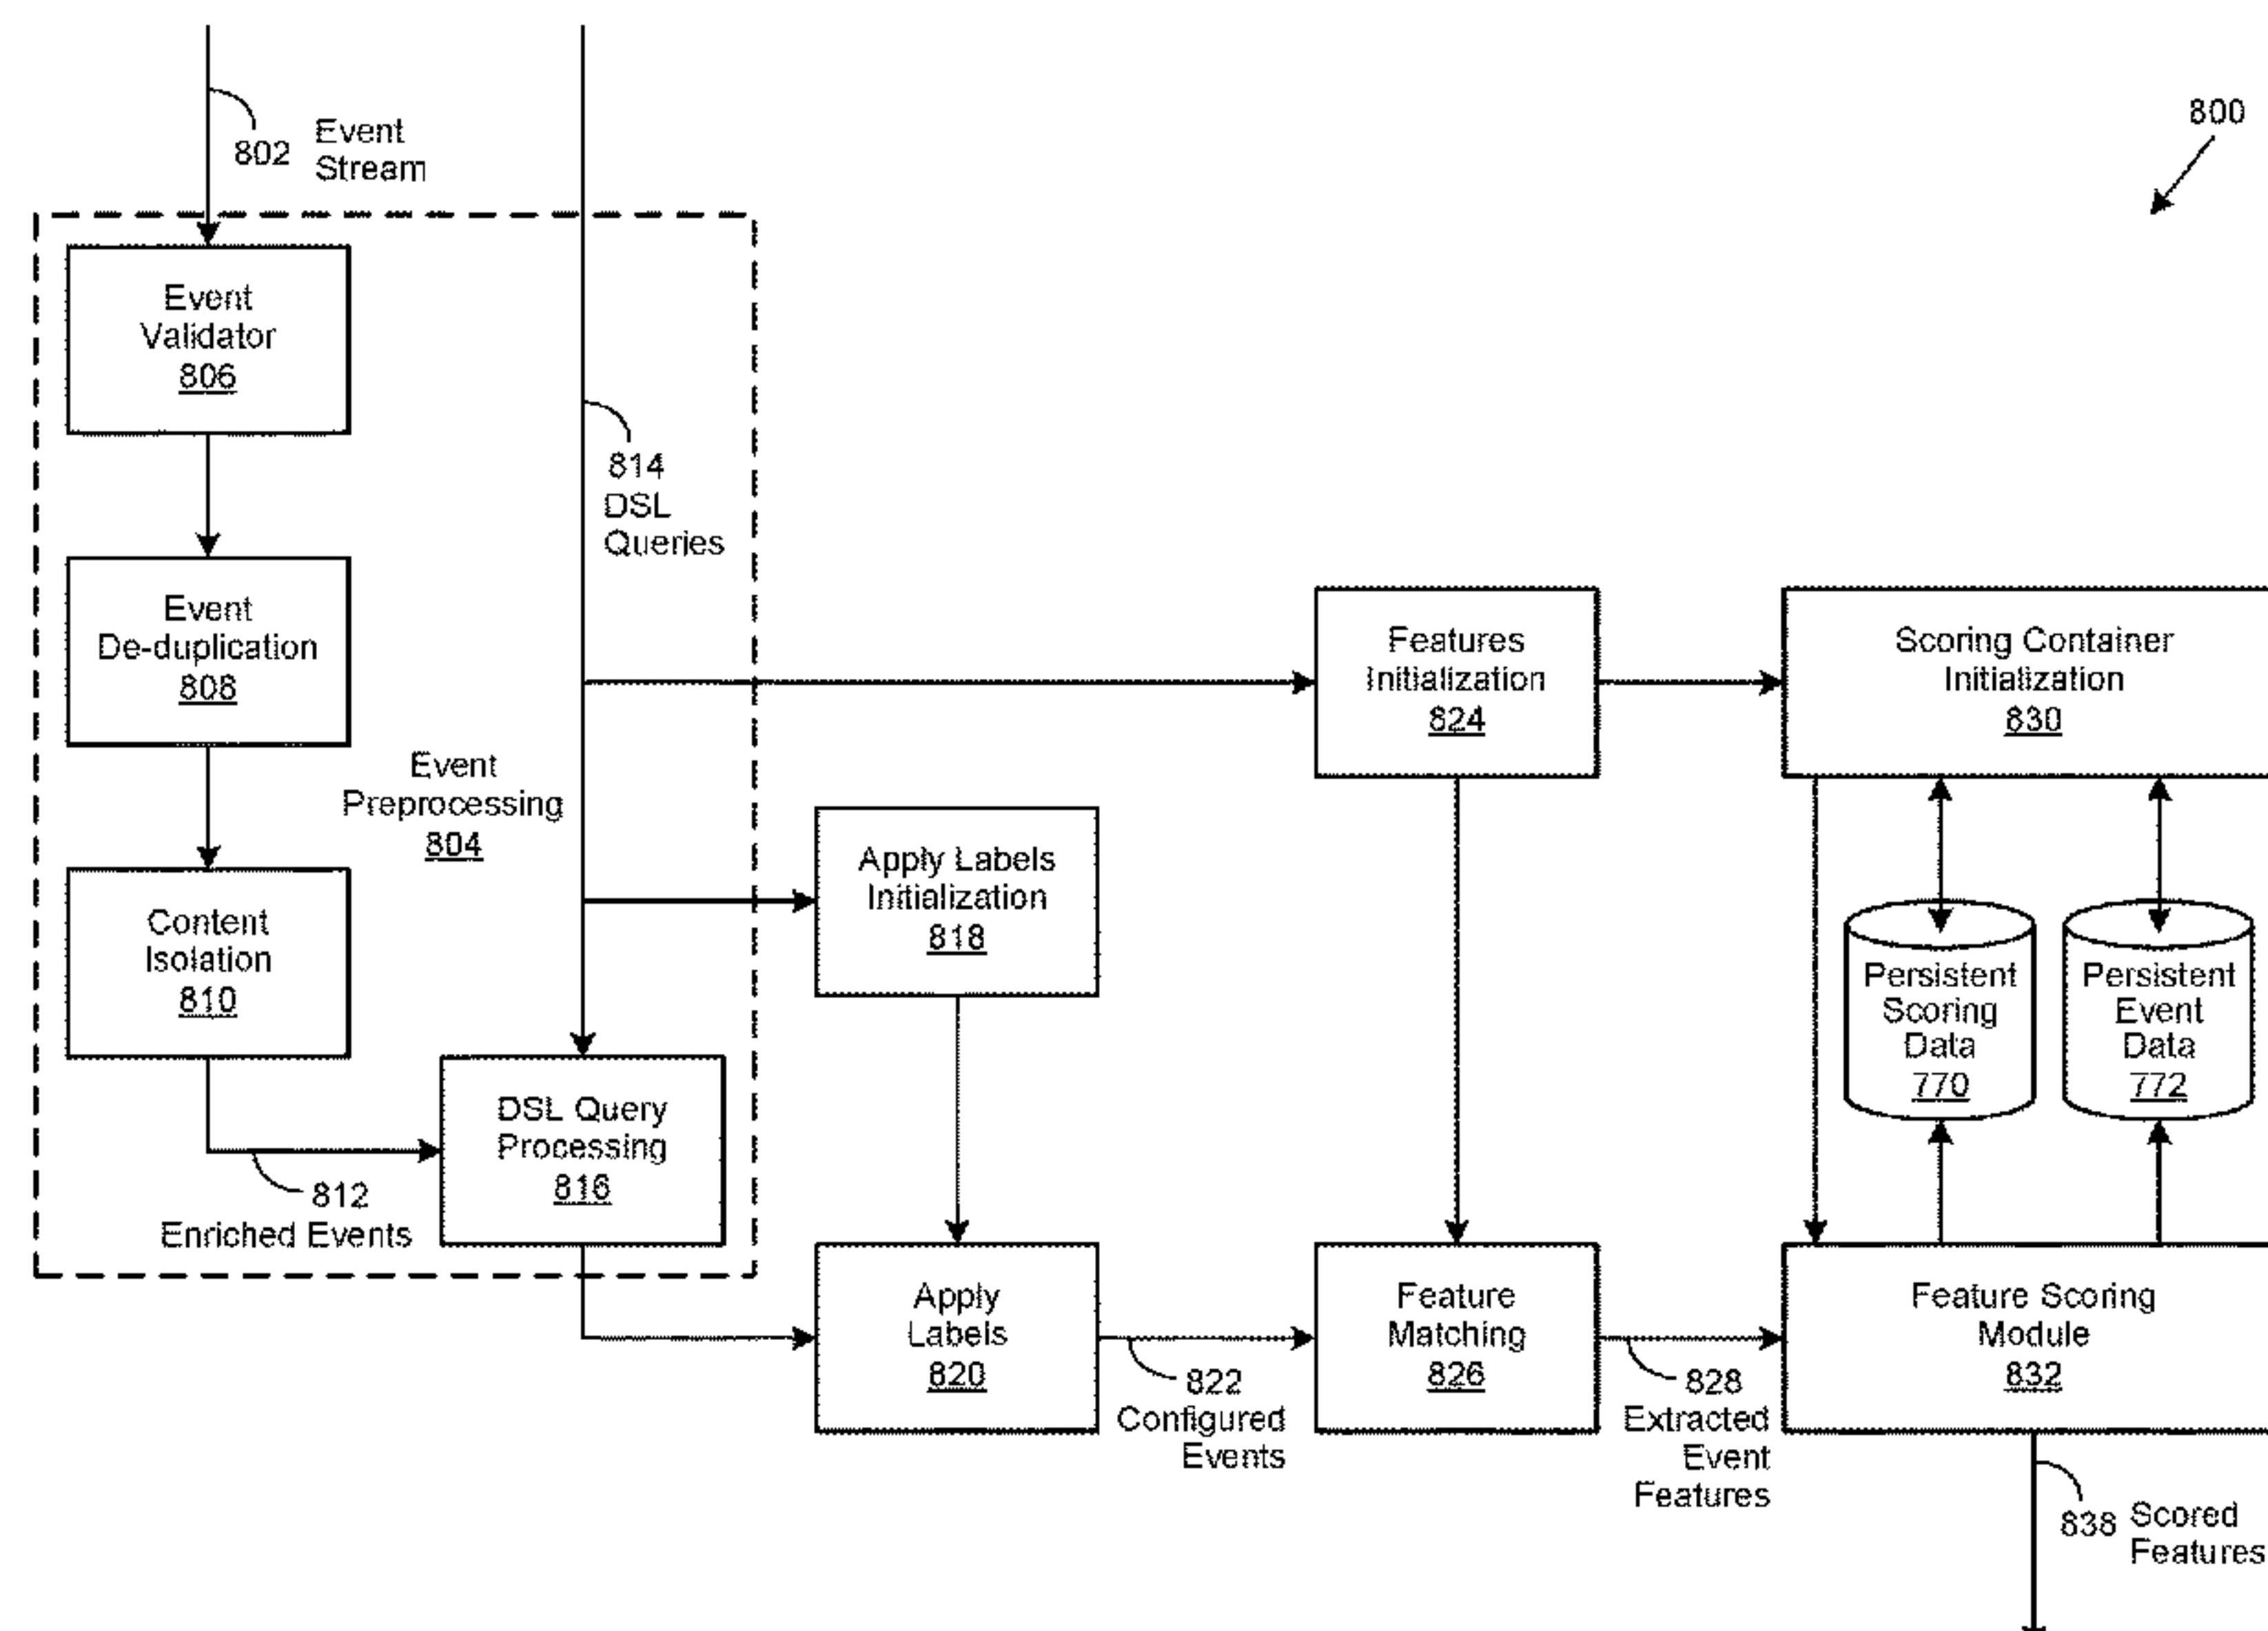 800
802
Event
Stream
Event
Validator
806
814
DSL
Queries
Event
De-duplication
808
Features
Initialization
824
Scoring Container
Initialization
830
Event
Preprocessing
804
Apply Labels
Initialization
818
Content
Isolation
810
Persistent
Scoring
Data
770
Persistent
Event
Data
772
DSL Query
Processing
816
812
Enriched Events
Apply
Labels
820
822
Configured
Events
Feature
Matching
826
828
Extracted
Event
Features
Feature Scoring
Module
832
838
Scored
Features